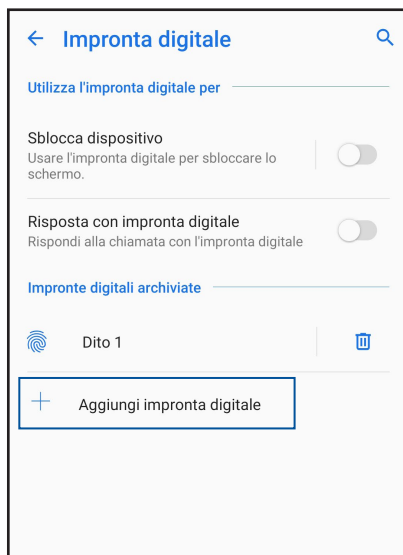 Impronta digitale
Utilizza l'impronta digitale per
Sblocca dispositivo
Usare l'impronta digitale per sbloccare lo
schermo.
Risposta con impronta digitale
Rispondi alla chiamata con l'impronta digitale
Impronte digitali archiviate
Dito 1
Aggiungi impronta digitale